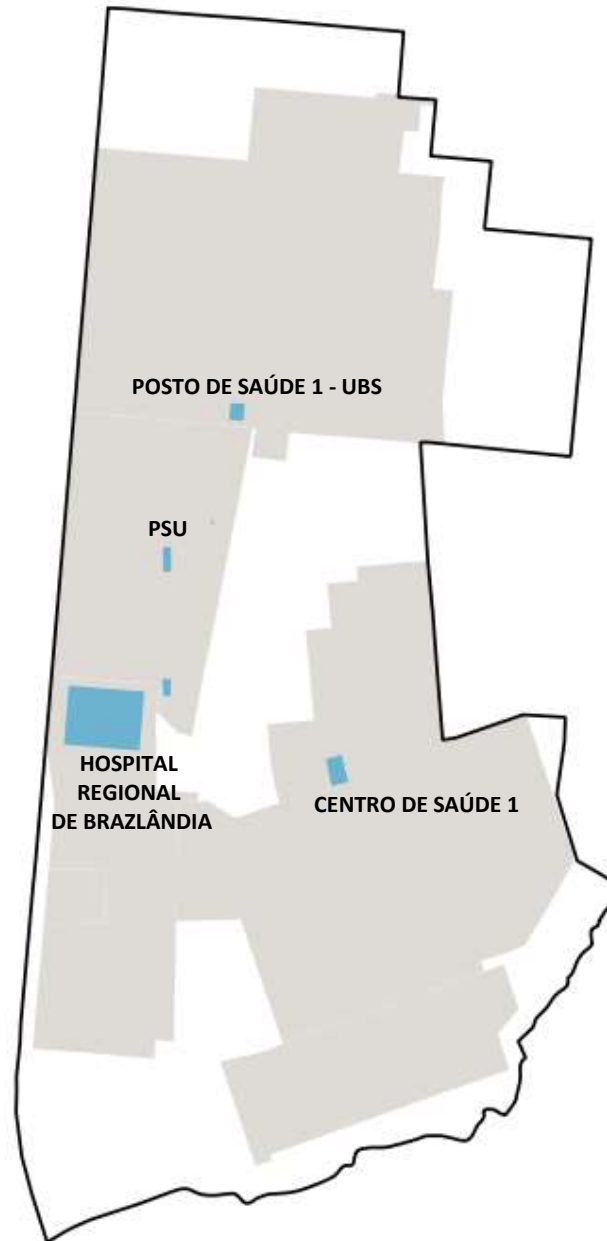 POSTO DE SAÚDE 1 - UBS
PSU
HOSPITAL
REGIONAL
DE BRAZLÂNDIA
CENTRO DE SAÚDE 1